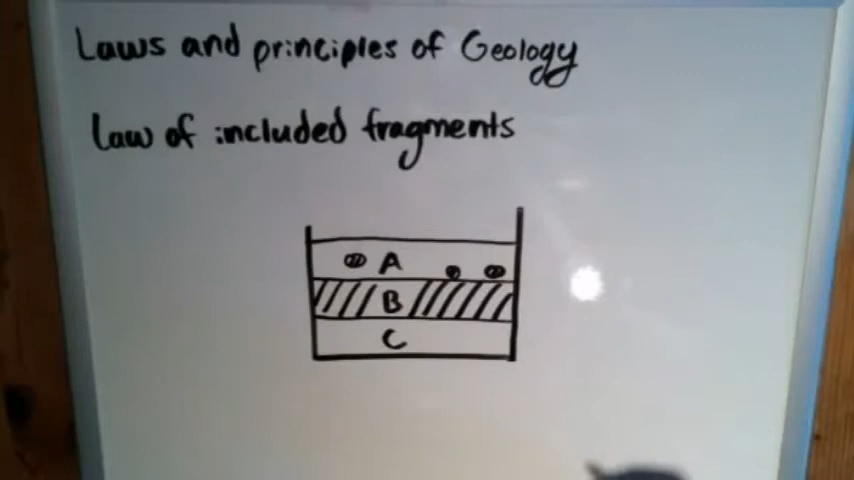 Laws and principles of Geology
Law of included fragments
A
B
C